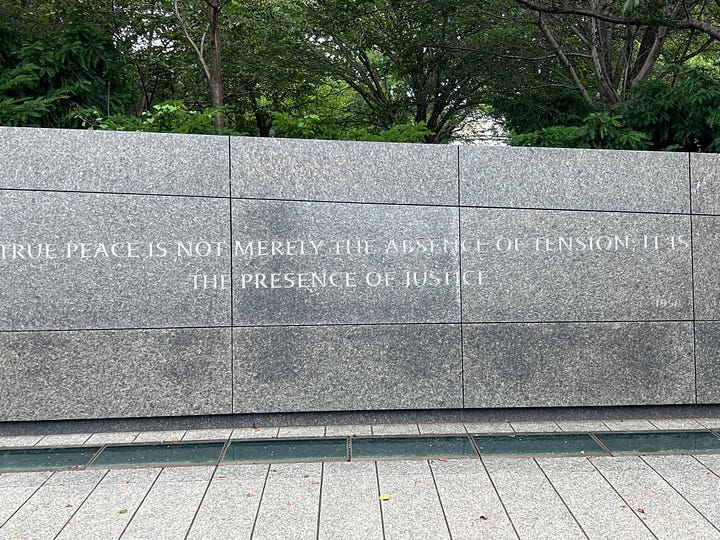 TRUE PEACE IS NOT MERELY THE ABSENCE OF TENSION; IT IS
THE PRESENCE OF JUSTICE